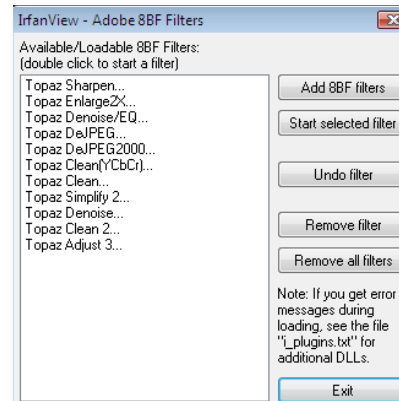 IrfanView - Adobe 8BF Filters
Available/Loadable 8BF Filters:
(double click to start a filter)
Topaz Sharpen...
Topaz Enlarge2X...
Topaz Denoise/EQ...
Topaz DeJPEG...
Topaz DeJPEG2000...
Topaz Clean(YCbCr)...
Topaz Clean...
Topaz Simplify 2...
Topaz Denoise...
Topaz Clean 2...
Topaz Adjust 3...
Add 8BF filters
Start selected filter
Undo filter
Remove filter
Remove all filters
Note: If you get error
messages during
loading, see the file
"i_plugins.txt" for
additional DLLs.
Exit